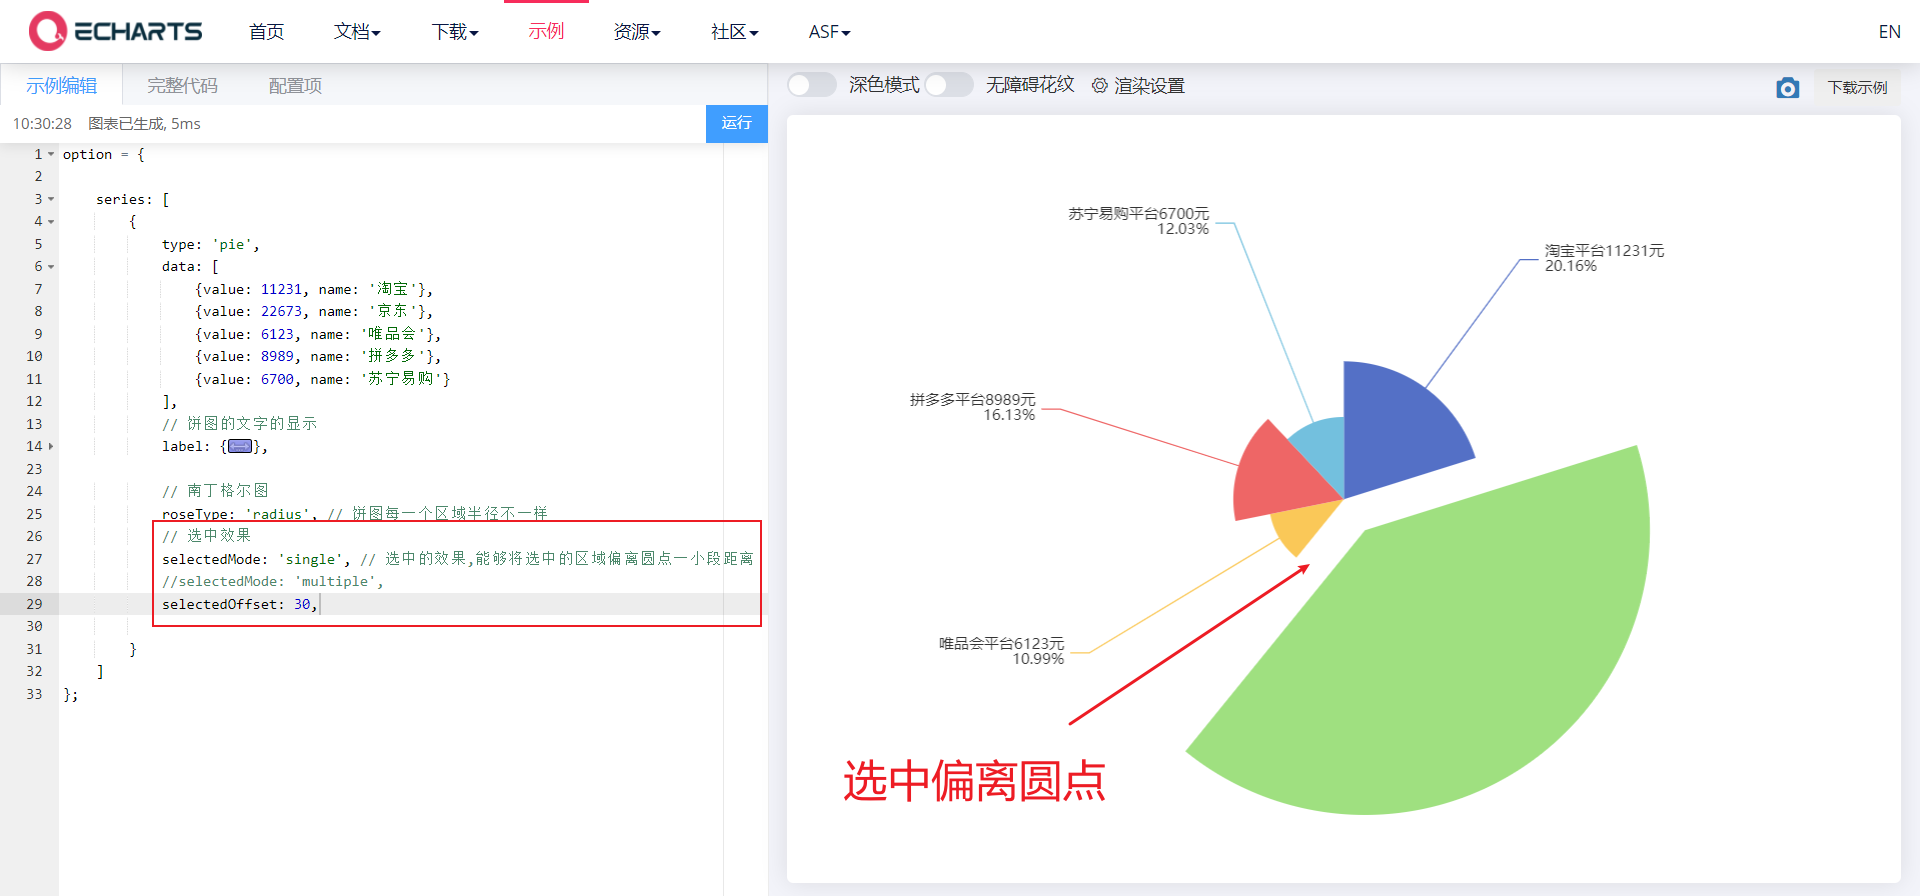 ECHARTS 首页 文档 下载 示例 资源 社区 ASF EN
示例编辑 完整代码 配置项
深色模式 无障碍花纹 渲染设置 下载示例
10:30:28 图表已生成, 5ms 运行
1 option = {
2
3 series: [
4 {
5 type: 'pie',
6 data: [
7 {value: 11231, name: '淘宝'},
8 {value: 22673, name: '京东'},
9 {value: 6123, name: '唯品会'},
10 {value: 8989, name: '拼多多'},
11 {value: 6700, name: '苏宁易购'}
12 ],
13 // 饼图的文字的显示
14 label: {},
23
24 // 南丁格尔图
25 roseType: 'radius', // 饼图每一个区域半径不一样
26 // 选中效果
27 selectedMode: 'single', // 选中的效果,能够将选中的区域偏离圆点一小段距离
28 //selectedMode: 'multiple',
29 selectedOffset: 30,
30
31 }
32 ]
33 };
苏宁易购平台6700元
12.03%
淘宝平台11231元
20.16%
拼多多平台8989元
16.13%
唯品会平台6123元
10.99%
选中偏离圆点